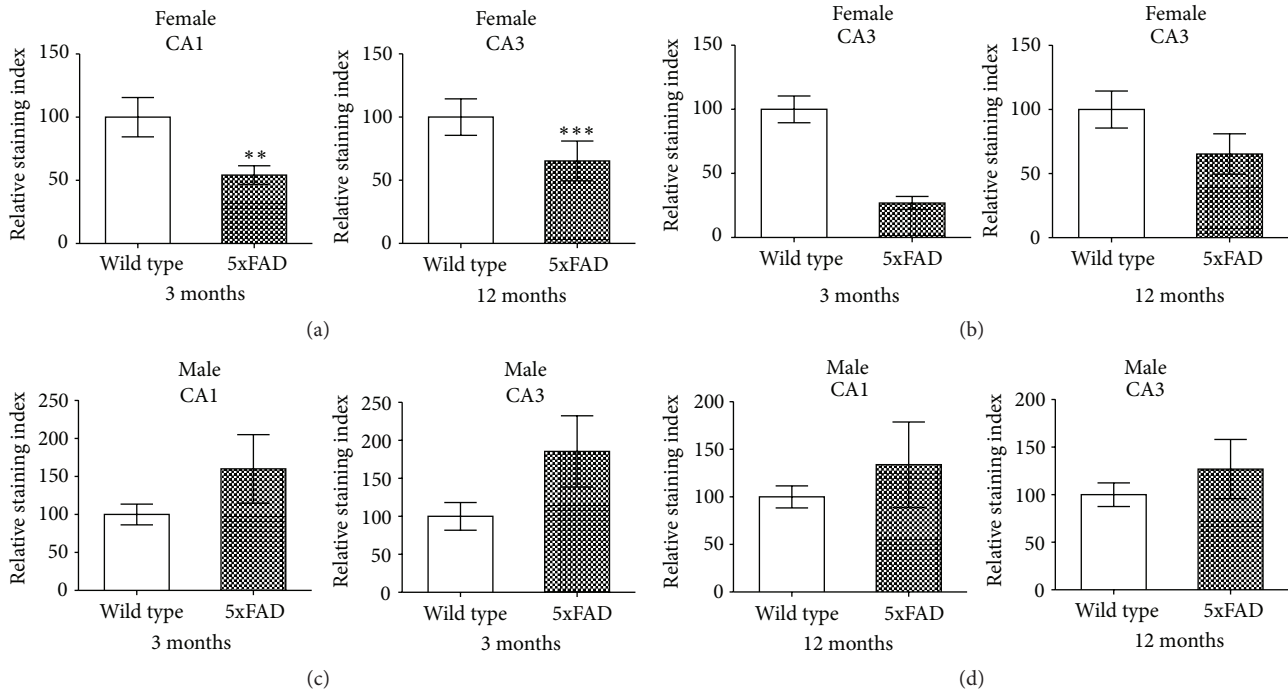 Female
CA1
Relative staining index
150
100
50
0
**
Wild type
5xFAD
3 months
Female
CA3
Relative staining index
150
100
50
0
***
Wild type
5xFAD
12 months
(a)
Female
CA3
Relative staining index
150
100
50
0
Wild type
5xFAD
3 months
Female
CA3
Relative staining index
150
100
50
0
Wild type
5xFAD
12 months
(b)
Male
CA1
Relative staining index
250
200
150
100
50
0
Wild type
5xFAD
3 months
Male
CA3
Relative staining index
250
200
150
100
50
0
Wild type
5xFAD
3 months
(c)
Male
CA1
Relative staining index
200
150
100
50
0
Wild type
5xFAD
12 months
Male
CA3
Relative staining index
200
150
100
50
0
Wild type
5xFAD
12 months
(d)